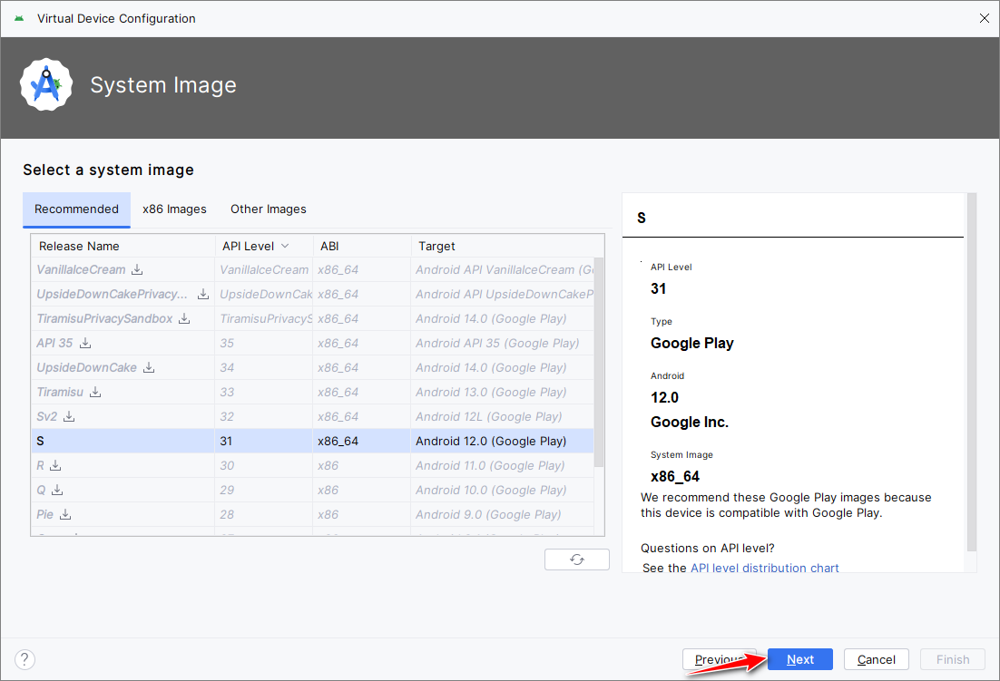 Virtual Device Configuration
System Image
Select a system image
Recommended x86 Images Other Images
Release Name API Level ABI Target
VanillaIceCream VanillaIceCream x86_64 Android API VanillaIceCream (Go
UpsideDownCakePrivacy... UpsideDownCak x86_64 Android API UpsideDownCakeP
TiramisuPrivacySandbox TiramisuPrivacyS x86_64 Android 14.0 (Google Play)
API 35 35 x86_64 Android API 35 (Google Play)
UpsideDownCake 34 x86_64 Android 14.0 (Google Play)
Tiramisu 33 x86_64 Android 13.0 (Google Play)
Sv2 32 x86_64 Android 12L (Google Play)
S 31 x86_64 Android 12.0 (Google Play)
R 30 x86 Android 11.0 (Google Play)
Q 29 x86 Android 10.0 (Google Play)
Pie 28 x86 Android 9.0 (Google Play)
S
API Level
31
Type
Google Play
Android
12.0
Google Inc.
System Image
x86_64
We recommend these Google Play images because
this device is compatible with Google Play.
Questions on API level?
See the API level distribution chart
? Previous Next Cancel Finish